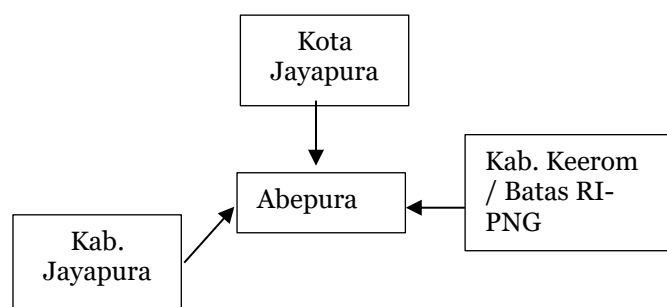 Kota
Jayapura
Kab. Keerom
/ Batas RI-
PNG
Abepura
Kab.
Jayapura